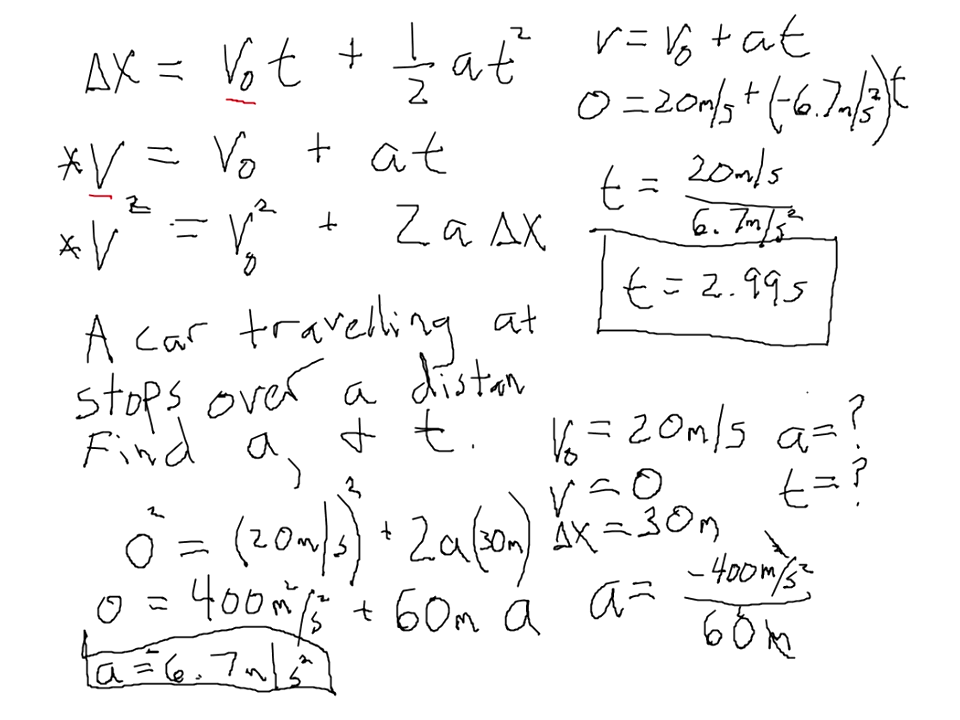 Δx = V₀t + 1/2 at²
*V = V₀ + at
*V² = V₀² + 2aΔx
v = v₀ + at
0 = 20m/s + (-6.7m/s²)t
t = 20m/s / 6.7m/s²
t = 2.99s
A car travelling at
stops over a distan
Find a, & t.
V₀ = 20m/s a = ?
V = 0 t = ?
Δx = 30m
0² = (20m/s)² + 2a(30m)
0 = 400m²/s² + 60m a
a = -400m²/s² / 60m
a = -6.7m/s²